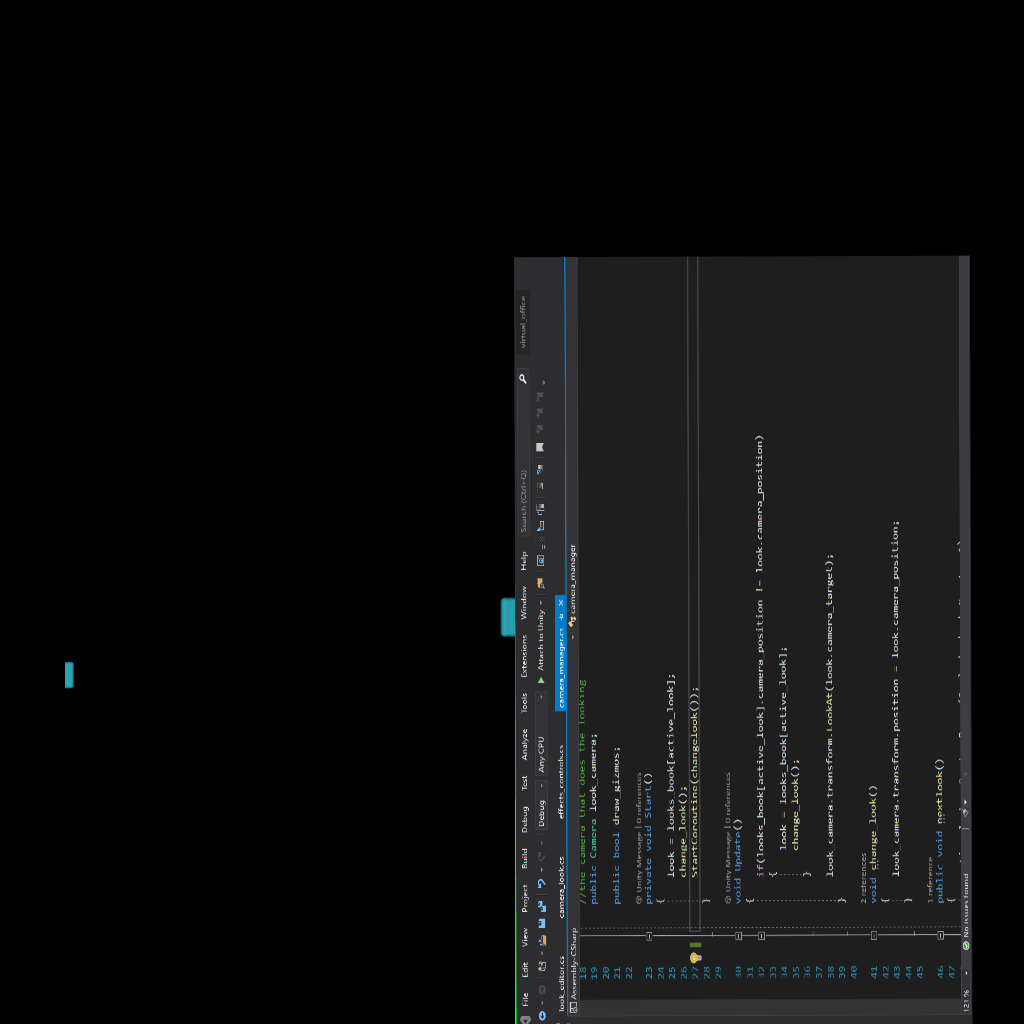 File Edit View Project Build Debug Test Analyze Tools Extensions Window Help Search (Ctrl+Q) virtual_office
Debug Any CPU Attach to Unity
look_editor.cs camera_look.cs effects_controls.cs camera_manager.cs
Assembly-CSharp camera_manager
18 //the camera that does the looking
19 public Camera look_camera;
20
21 public bool draw_gizmos;
22
Unity Message | 0 references
23 private void Start()
24 {
25 look = looks_book[active_look];
26 change_look();
27 StartCoroutine(changelook());
28 }
29
Unity Message | 0 references
30 void Update()
31 {
32 if(looks_book[active_look].camera_position != look.camera_position)
33 {
34 look = looks_book[active_look];
35 change_look();
36 }
37
38 look_camera.transform.LookAt(look.camera_target);
39 }
40
2 references
41 void change_look()
42 {
43 look_camera.transform.position = look.camera_position;
44 }
45
1 reference
46 public void nextlook()
47 {
121 % No issues found